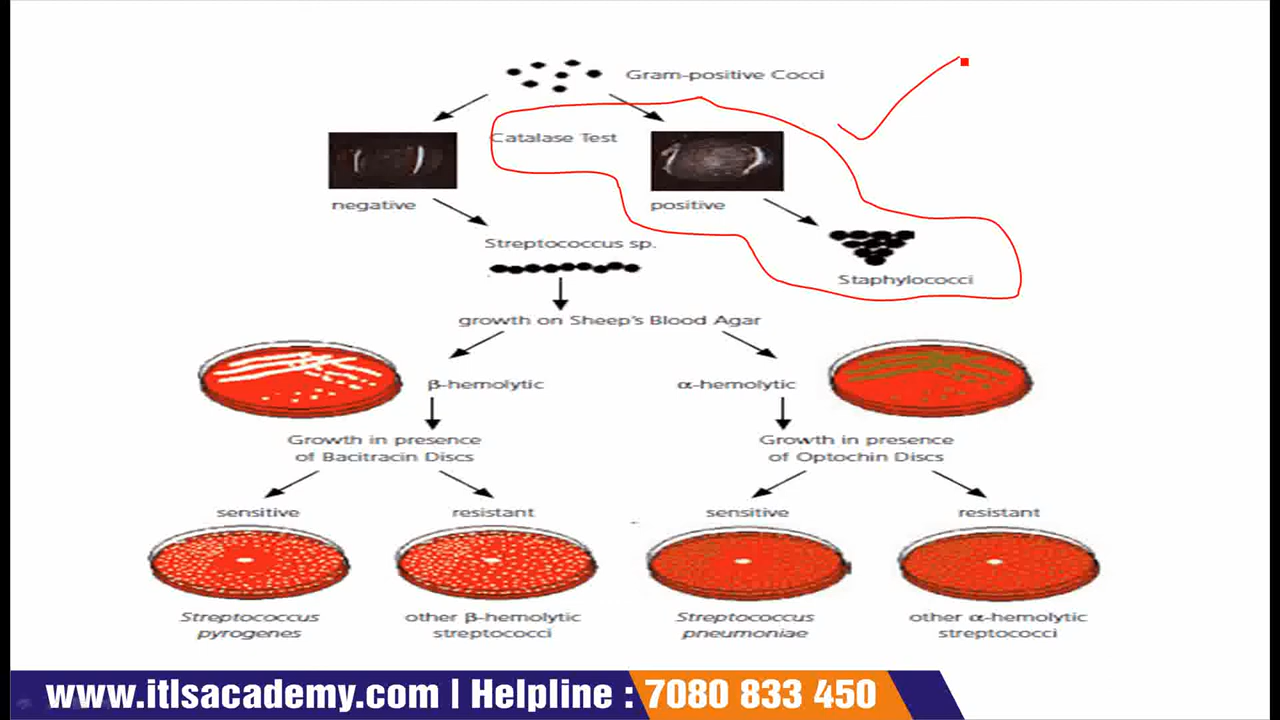 Gram-positive Cocci
Catalase Test
negative
positive
Streptococcus sp.
Staphylococci
growth on Sheep's Blood Agar
β-hemolytic
α-hemolytic
Growth in presence
of Bacitracin Discs
Growth in presence
of Optochin Discs
sensitive
resistant
sensitive
resistant
Streptococcus
pyrogenes
other β-hemolytic
streptococci
Streptococcus
pneumoniae
other α-hemolytic
streptococci
www.itlsacademy.com | Helpline : 7080 833 450